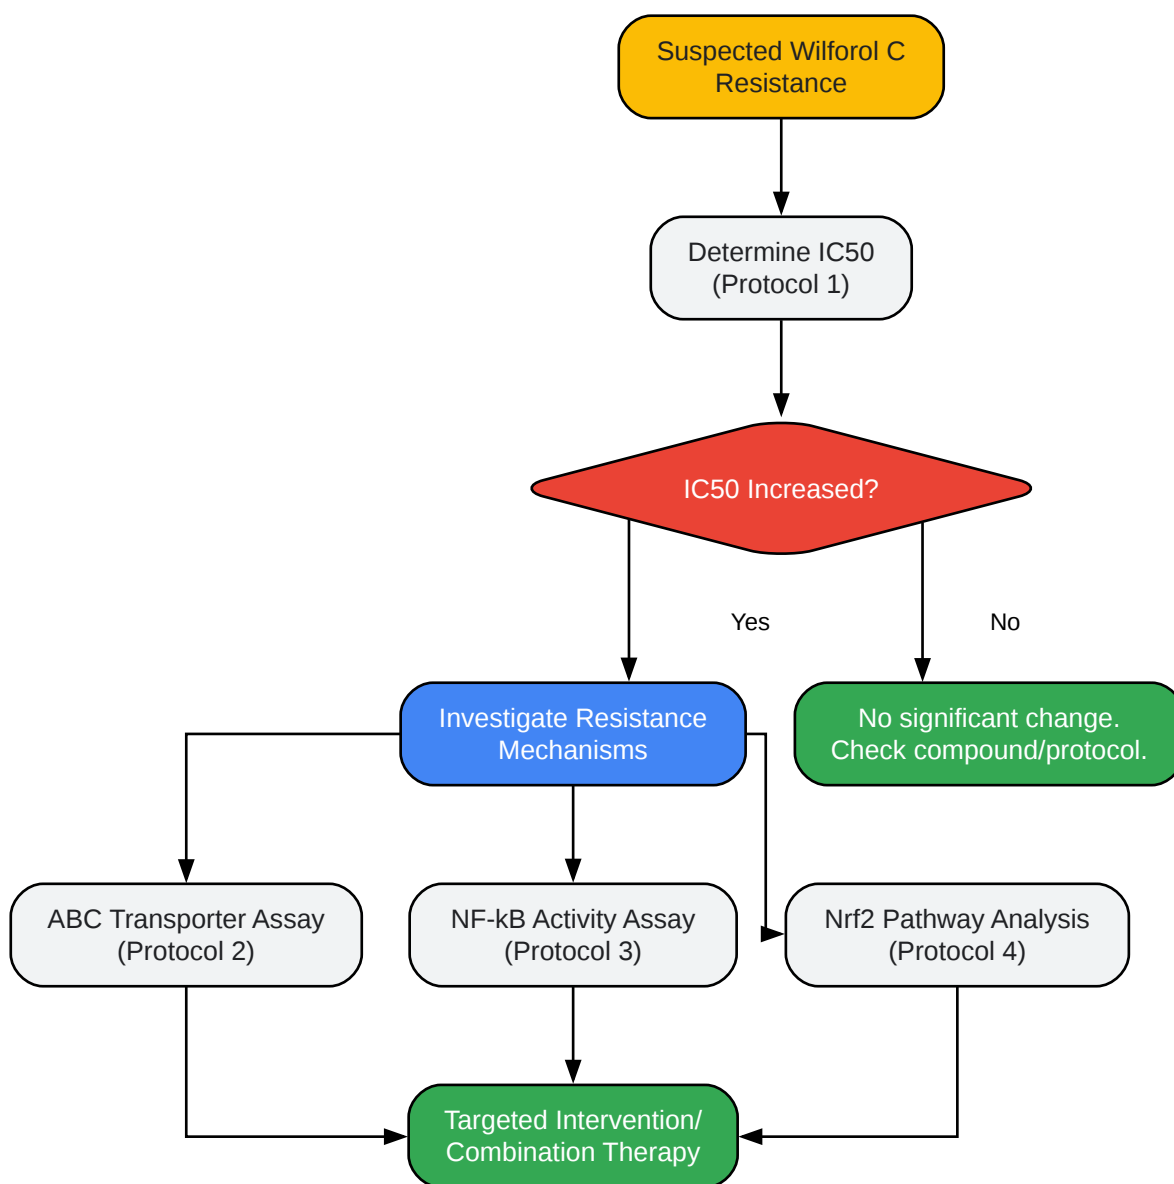 Suspected Wilforol C
Resistance
Determine IC50
(Protocol 1)
IC50 Increased?
Yes
No
Investigate Resistance
Mechanisms
No significant change.
Check compound/protocol.
ABC Transporter Assay
(Protocol 2)
NF-kB Activity Assay
(Protocol 3)
Nrf2 Pathway Analysis
(Protocol 4)
Targeted Intervention/
Combination Therapy